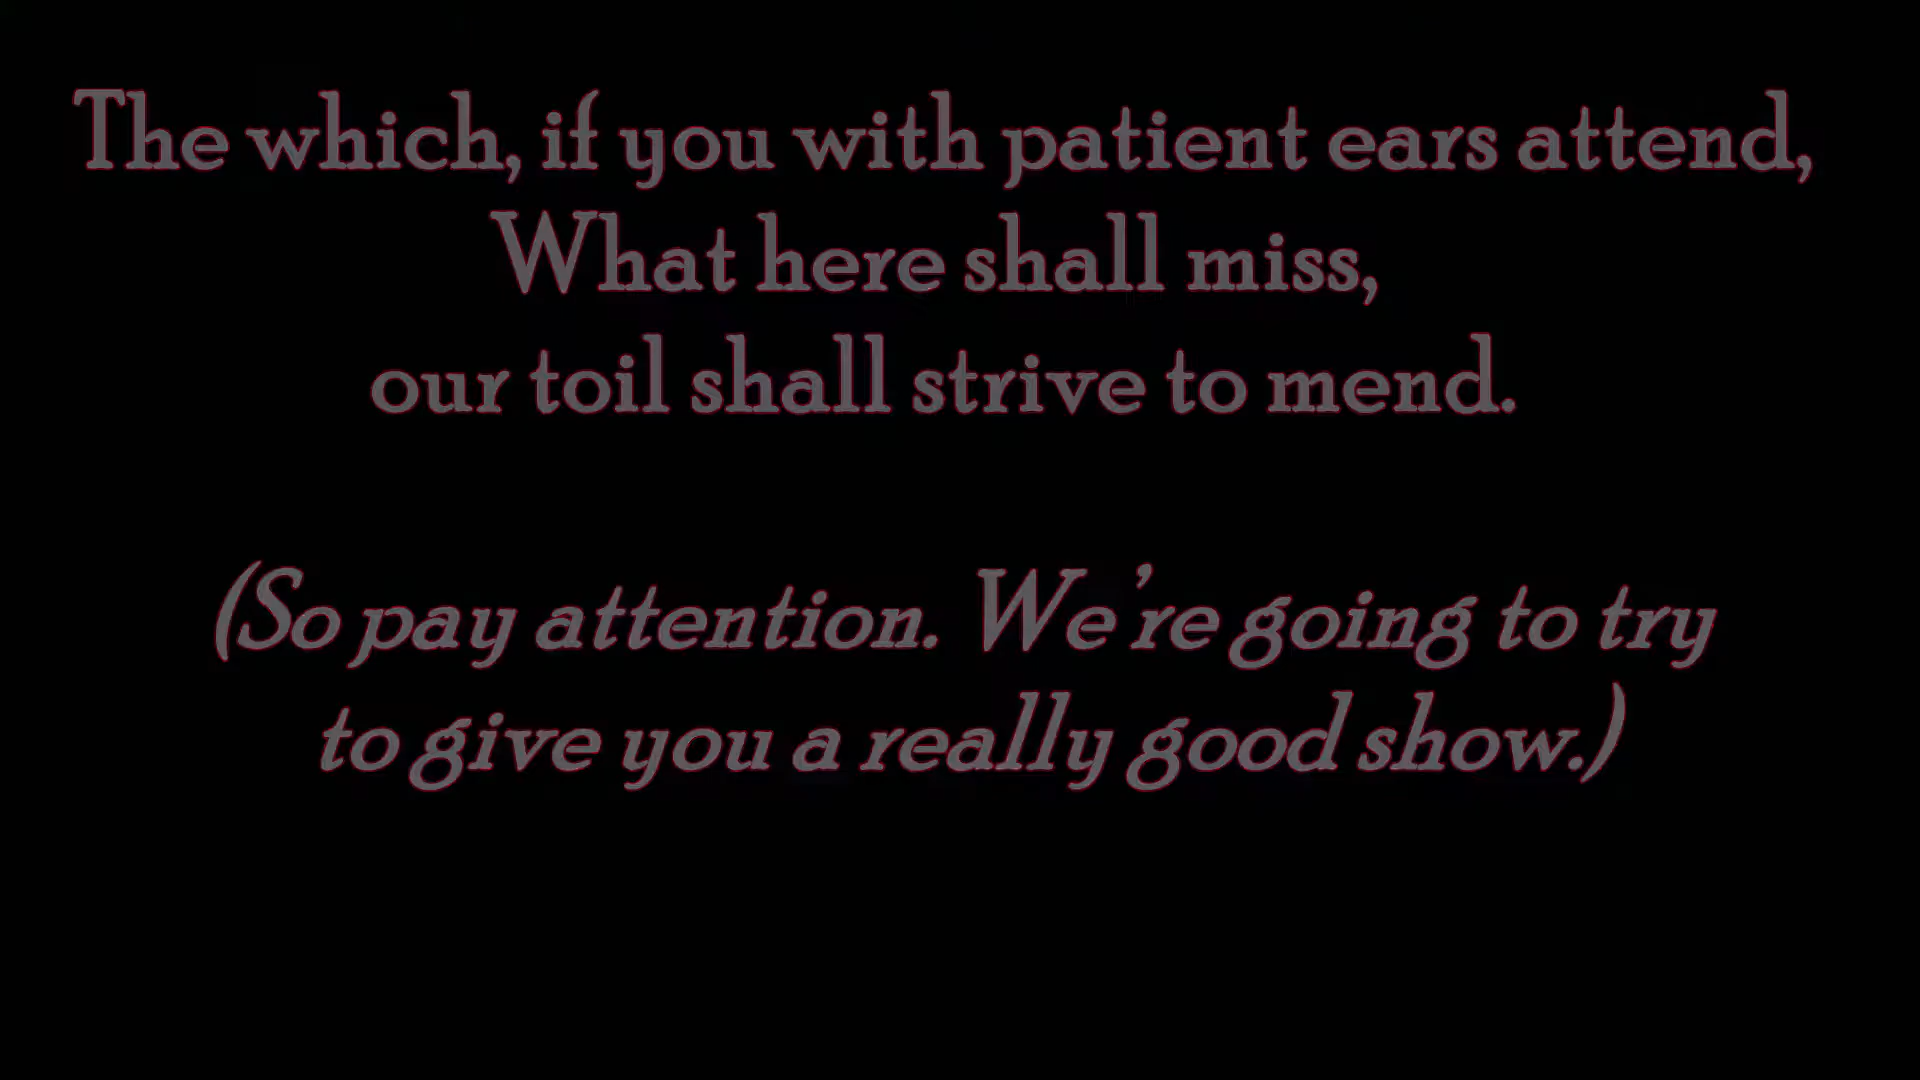 The which, if you with patient ears attend,
What here shall miss,
our toil shall strive to mend.
(So pay attention. We're going to try
to give you a really good show.)